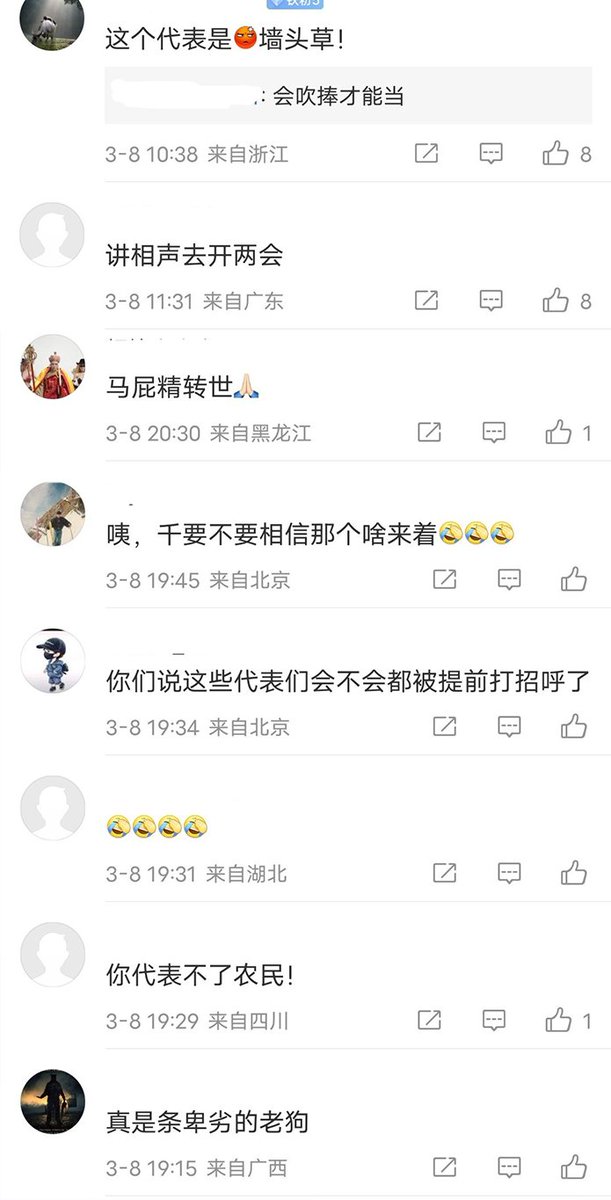 这个代表是墙头草！
：会吹捧才能当
3-8 10:38 来自浙江
8
讲相声去开两会
3-8 11:31 来自广东
8
马屁精转世
3-8 20:30 来自黑龙江
1
咦，千要不要相信那个啥来着
3-8 19:45 来自北京
你们说这些代表们会不会都被提前打招呼了
3-8 19:34 来自北京
3-8 19:31 来自湖北
你代表不了农民！
3-8 19:29 来自四川
1
真是条卑劣的老狗
3-8 19:15 来自广西